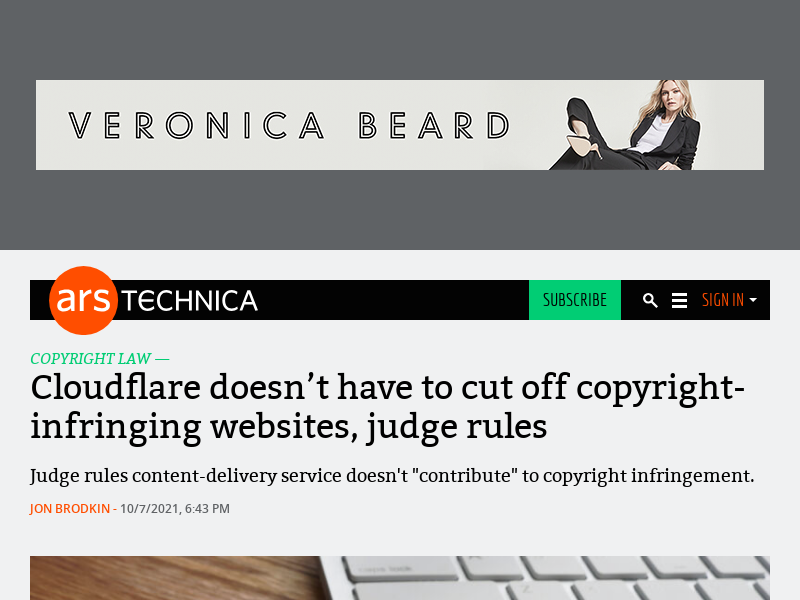 VERONICA BEARD
ars TECHNICA
SUBSCRIBE
SIGN IN
COPYRIGHT LAW —
Cloudflare doesn’t have to cut off copyright-
infringing websites, judge rules
Judge rules content-delivery service doesn't "contribute" to copyright infringement.
JON BRODKIN - 10/7/2021, 6:43 PM